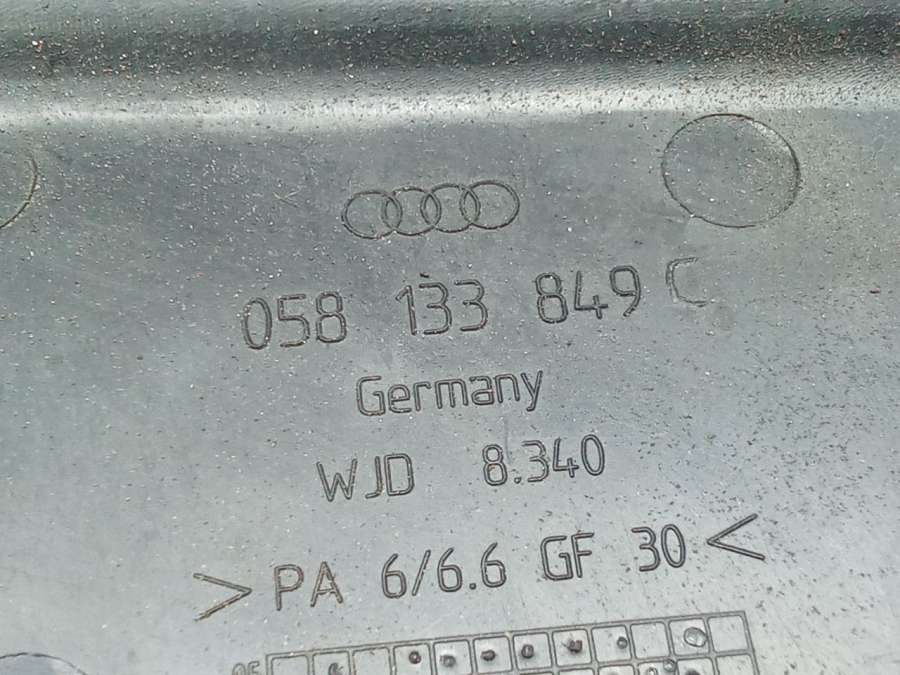 058 133 849 C
Germany
WJD 8.340
>PA 6/6.6 GF 30<